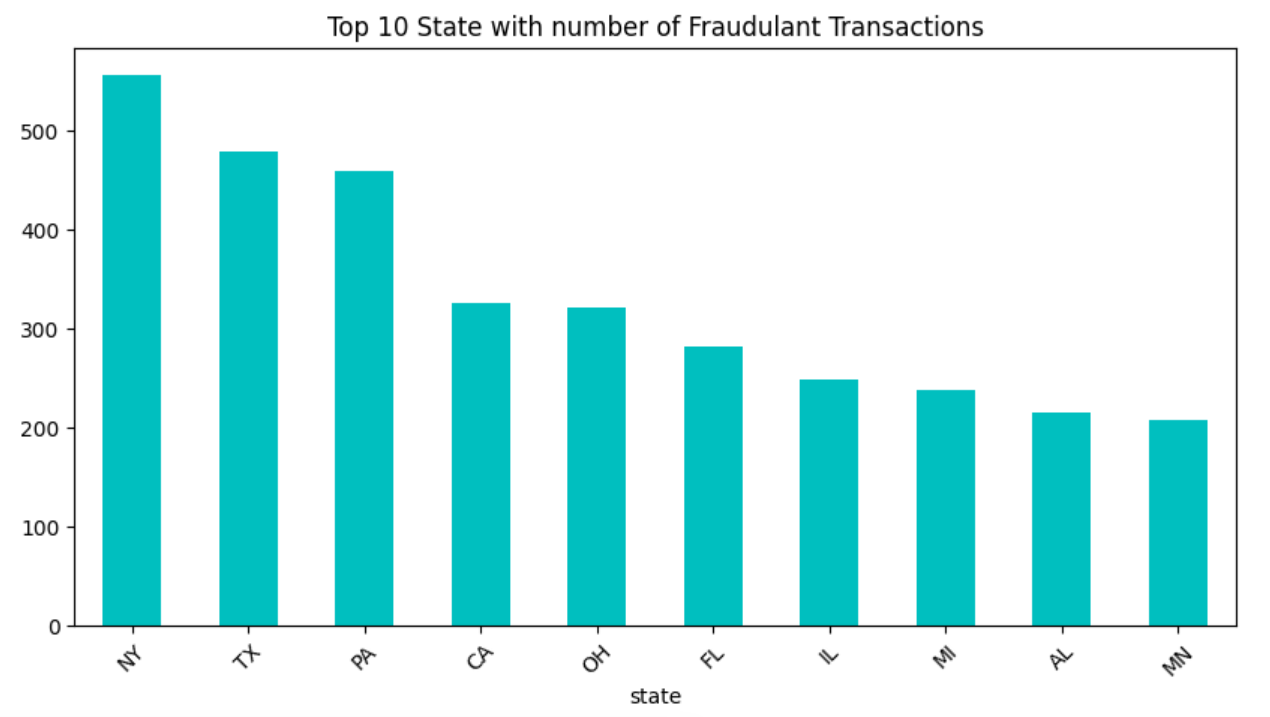 Top 10 State with number of Fraudulant Transactions
500
400
300
200
100
0
NY TX PA CA OH FL IL MI AL MN
state